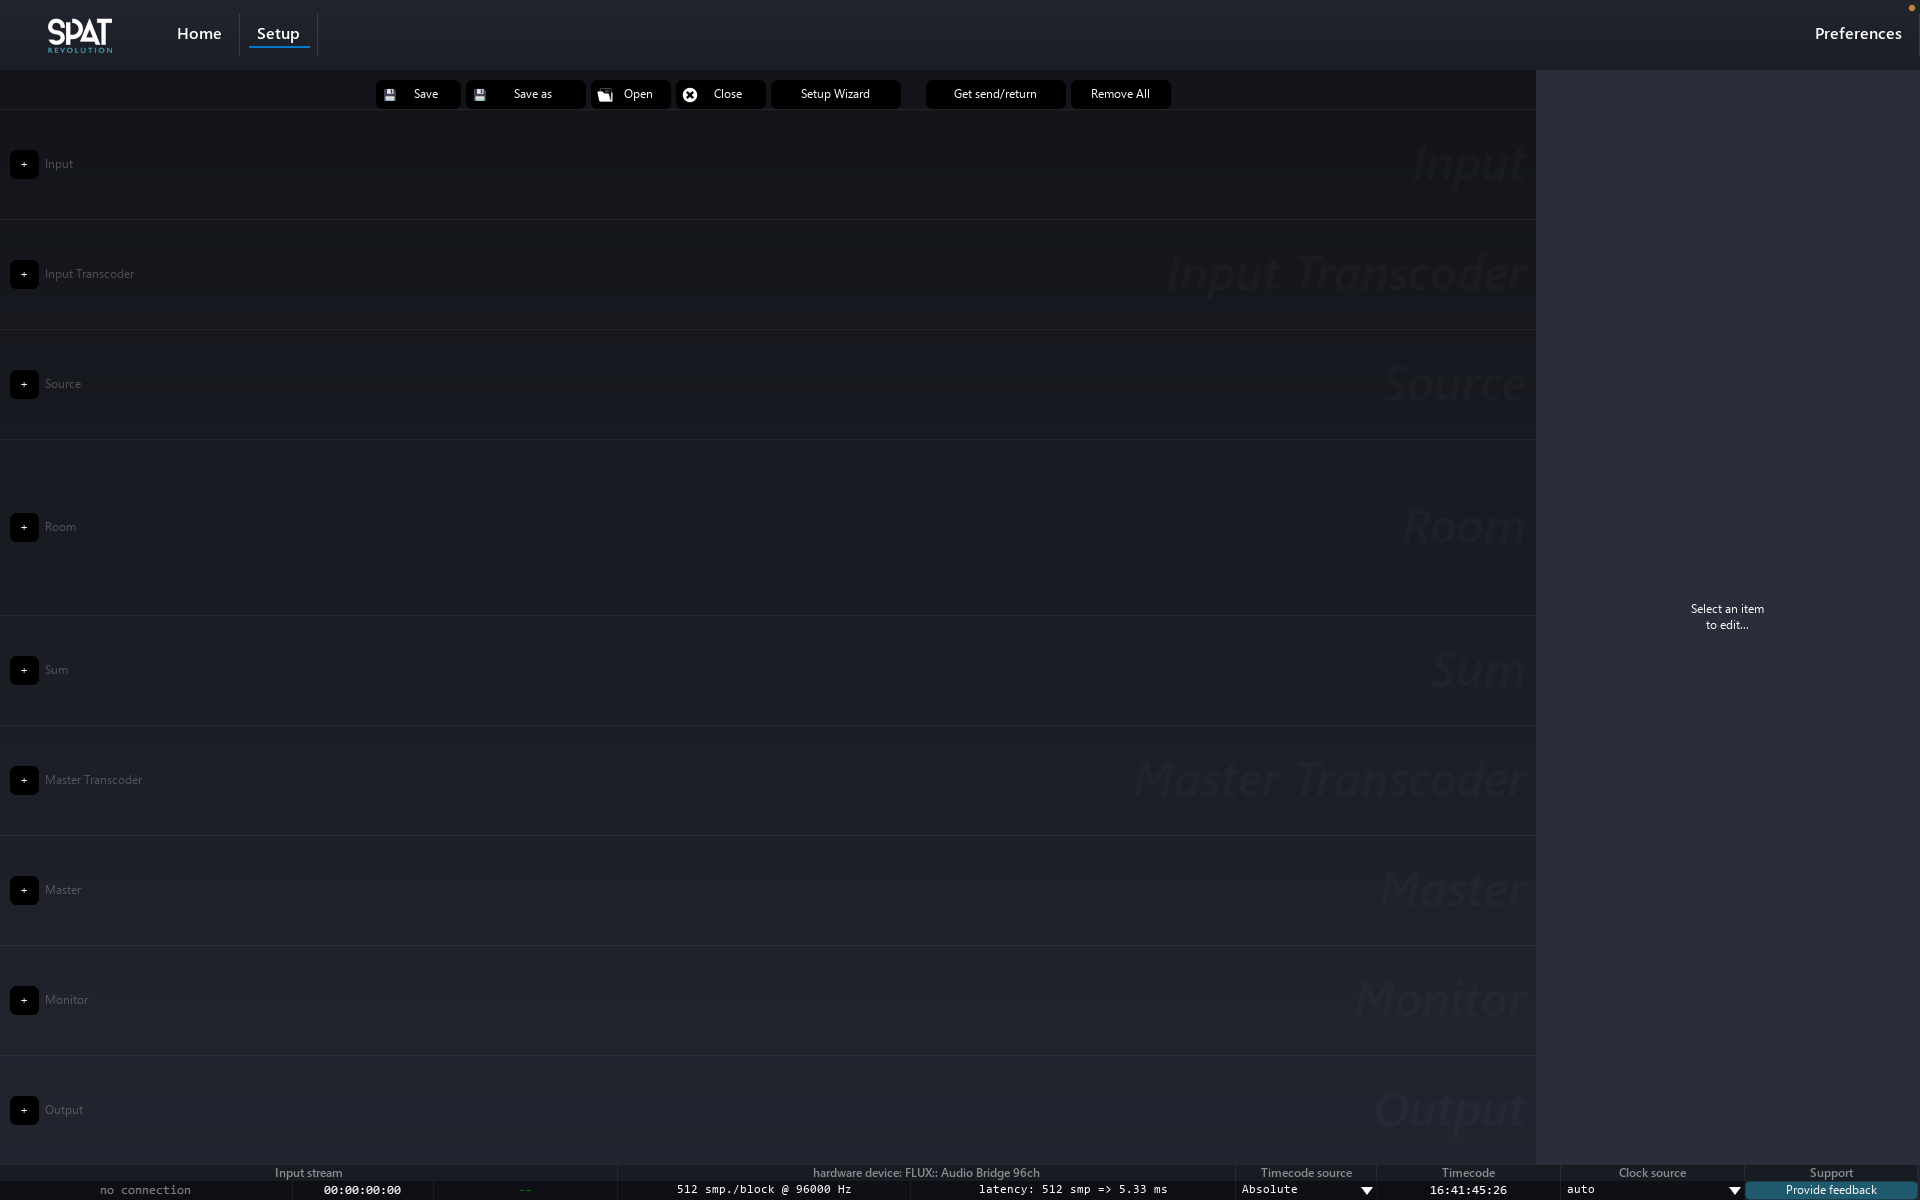 SPAT
REVOLUTION
Home
Setup
Preferences
Save
Save as
Open
Close
Setup Wizard
Get send/return
Remove All
+ Input
Input
+ Input Transcoder
Input Transcoder
+ Source
Source
+ Room
Room
+ Sum
Sum
+ Master Transcoder
Master Transcoder
+ Master
Master
+ Monitor
Monitor
+ Output
Output
Select an item
to edit...
Input stream
no connection
00:00:00:00
--
hardware device: FLUX:: Audio Bridge 96ch
512 smp./block @ 96000 Hz
latency: 512 smp => 5.33 ms
Timecode source
Absolute
Timecode
16:41:45:26
Clock source
auto
Support
Provide feedback